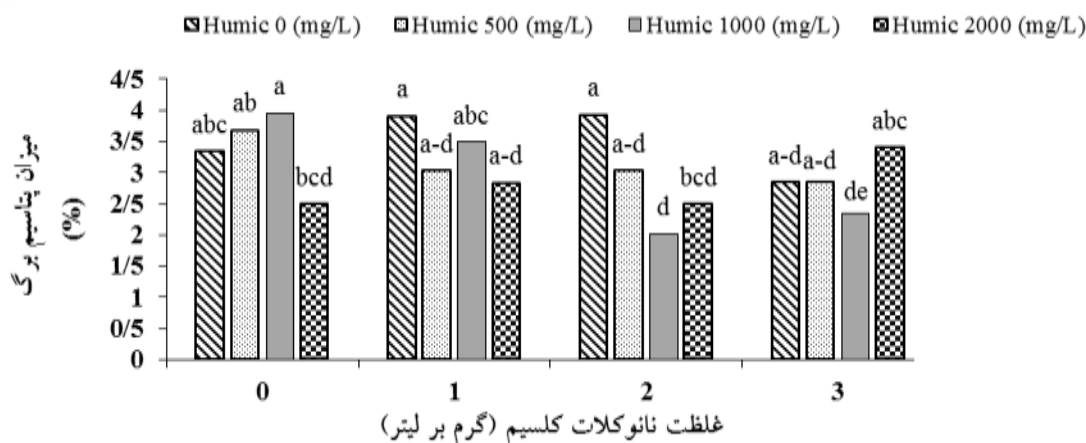 Humic 0 (mg/L) Humic 500 (mg/L) Humic 1000 (mg/L) Humic 2000 (mg/L)
میزان پتاسیم برگ
(%)
4/5
4
3/5
3
2/5
2
1/5
1
0/5
0
abc ab a bcd
a a-d abc a-d
a a-d d bcd
a-d a-d de abc
0 1 2 3
غلظت نانوکلات کلسیم (گرم بر لیتر)